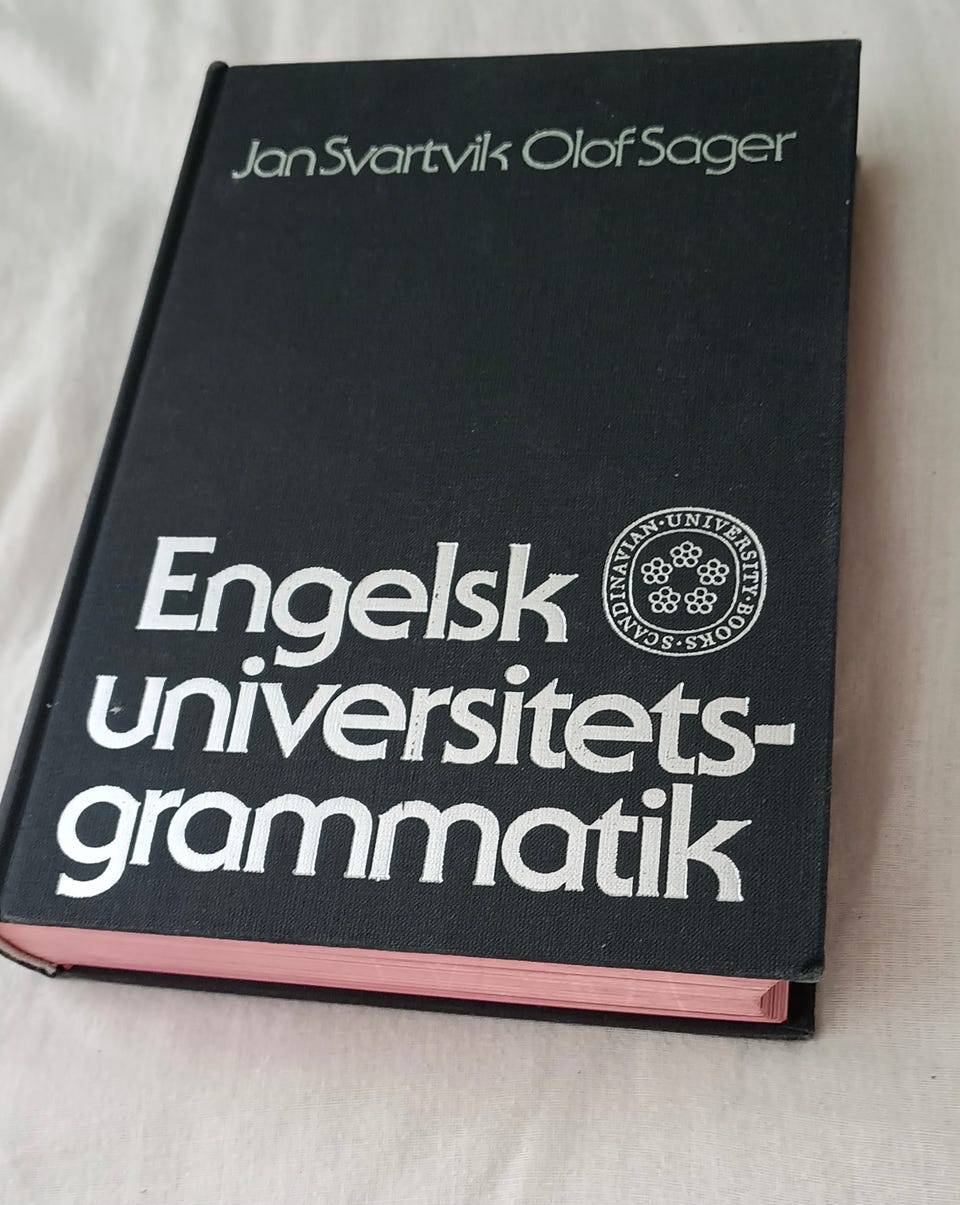 Jan Svartvik Olof Sager
Engelsk
universitets-
grammatik
SCANDINAVIAN·UNIVERSITY·BOOKS·